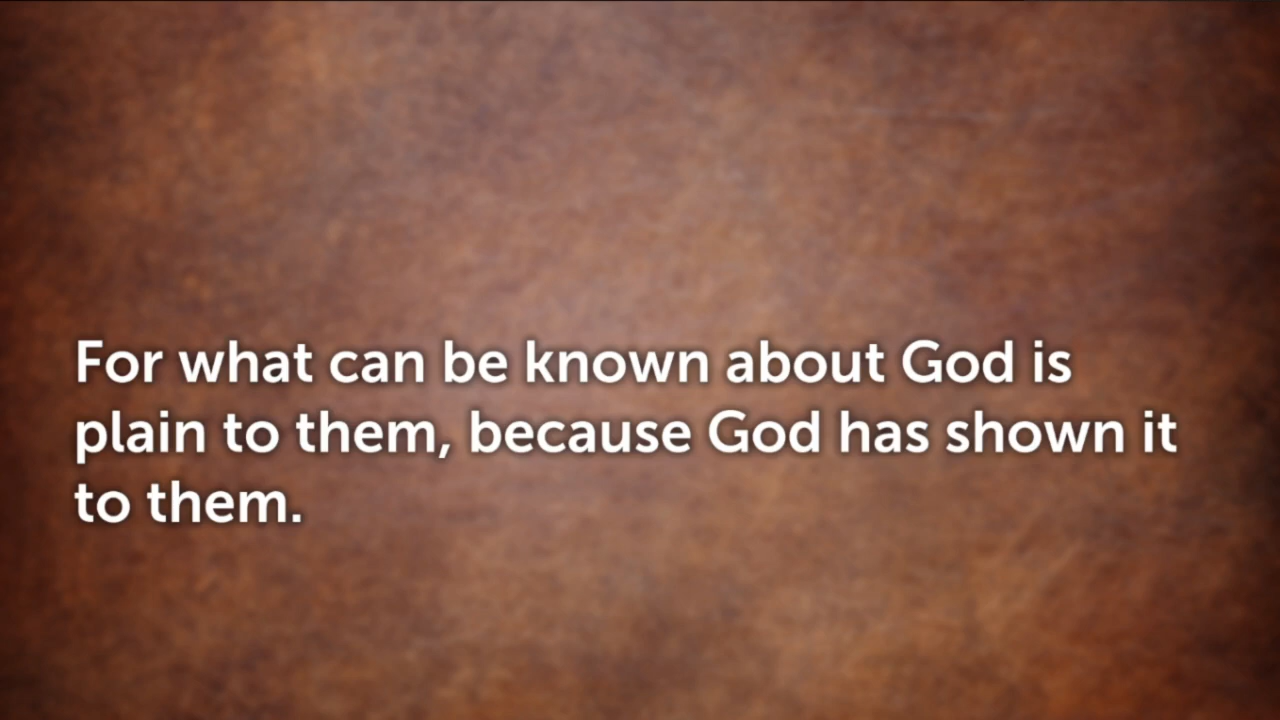 For what can be known about God is
plain to them, because God has shown it
to them.